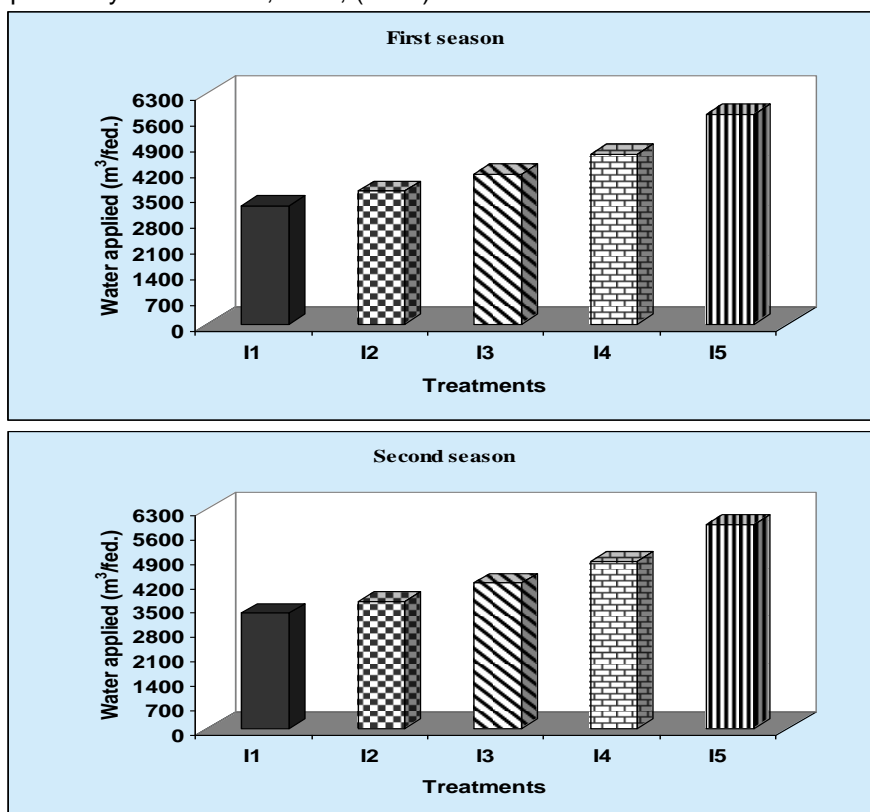 First season
Water applied (m³/fed.)
6300
5600
4900
4200
3500
2800
2100
1400
700
0
I1 I2 I3 I4 I5
Treatments
Second season
Water applied (m³/fed.)
6300
5600
4900
4200
3500
2800
2100
1400
700
0
I1 I2 I3 I4 I5
Treatments